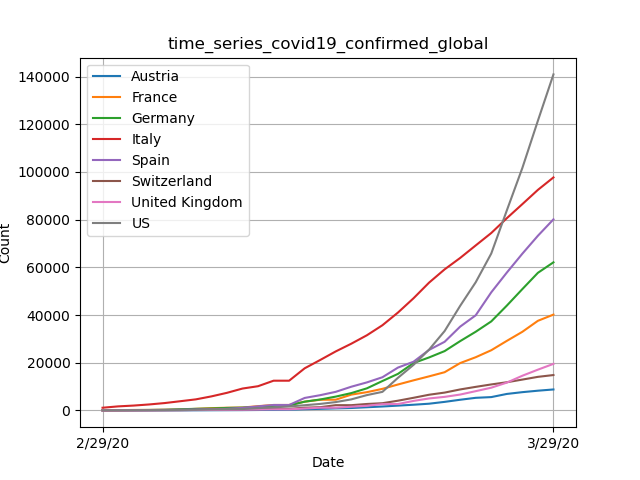 time_series_covid19_confirmed_global
140000
120000
100000
80000
60000
40000
20000
0
Count
Austria
France
Germany
Italy
Spain
Switzerland
United Kingdom
US
2/29/20
3/29/20
Date